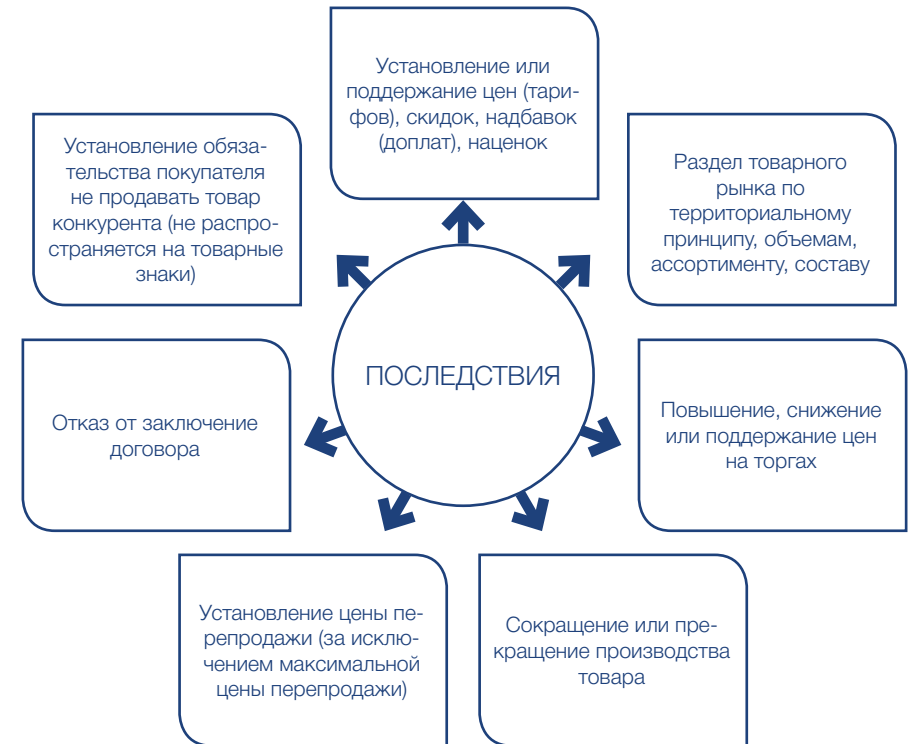 Установление или
поддержание цен (тари-
фов), скидок, надбавок
(доплат), наценок
Установление обяза-
тельства покупателя
не продавать товар
конкурента (не распро-
страняется на товарные
знаки)
Раздел товарного
рынка по
территориальному
принципу, объемам,
ассортименту, составу
ПОСЛЕДСТВИЯ
Отказ от заключение
договора
Повышение, снижение
или поддержание цен
на торгах
Установление цены пе-
репродажи (за исклю-
чением максимальной
цены перепродажи)
Сокращение или пре-
кращение производства
товара